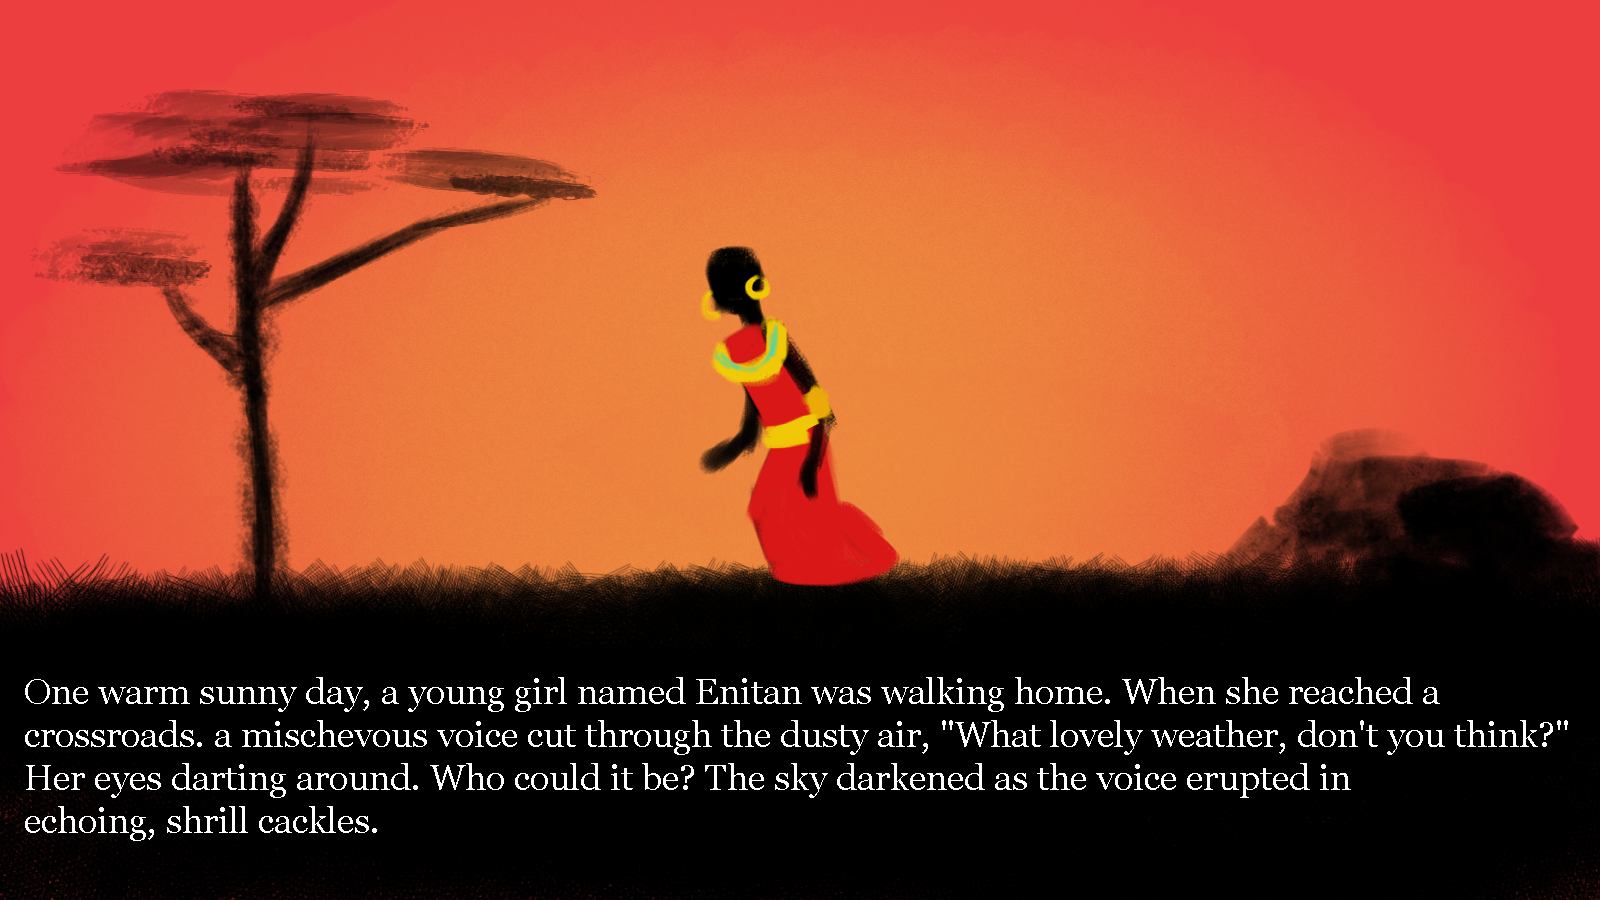 One warm sunny day, a young girl named Enitan was walking home. When she reached a
crossroads. a mischevous voice cut through the dusty air, "What lovely weather, don't you think?"
Her eyes darting around. Who could it be? The sky darkened as the voice erupted in
echoing, shrill cackles.